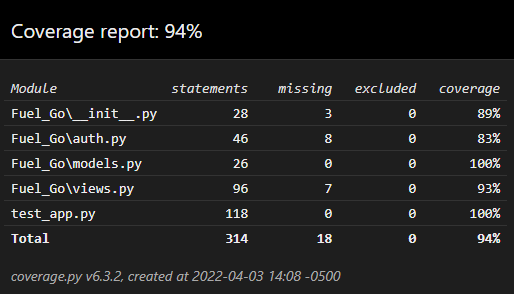 Coverage report: 94%
Module statements missing excluded coverage
Fuel_Go\__init__.py 28 3 0 89%
Fuel_Go\auth.py 46 8 0 83%
Fuel_Go\models.py 26 0 0 100%
Fuel_Go\views.py 96 7 0 93%
test_app.py 118 0 0 100%
Total 314 18 0 94%
coverage.py v6.3.2, created at 2022-04-03 14:08 -0500